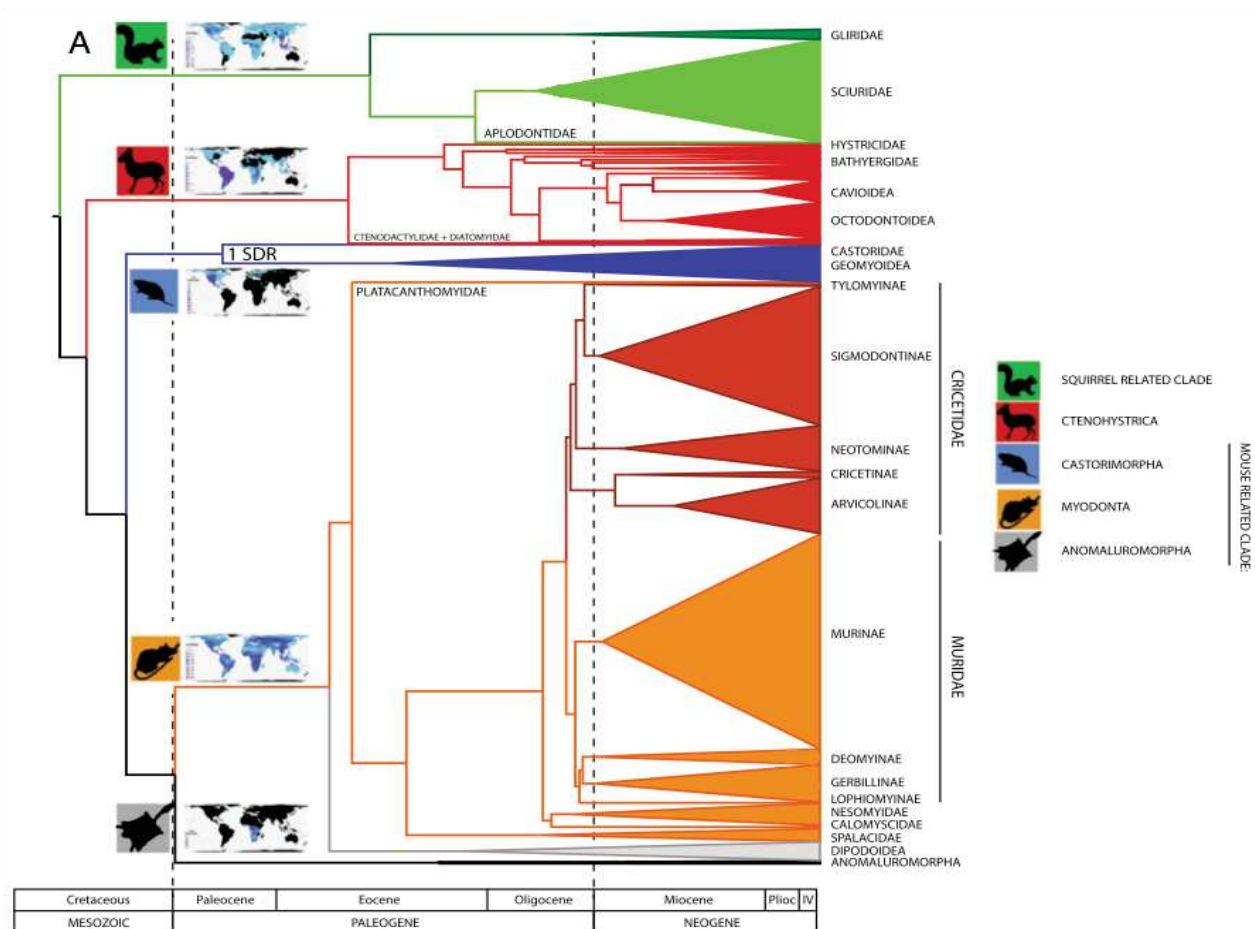 A
GLIRIDAE
SCIURIDAE
APLODONTIDAE
HYSTRICIDAE
BATHYERGIDAE
CAVIOIDEA
OCTODONTOIDEA
CTENODACTYLIDAE + DIATOMYIDAE
CASTORIDAE
1 SDR
GEOMYOIDEA
PLATACANTHOMYIDAE
TYLOMYINAE
SIGMODONTINAE
NEOTOMINAE
CRICETINAE
ARVICOLINAE
CRICETIDAE
MURINAE
DEOMYINAE
GERBILLINAE
LOPHIOMYINAE
MURIDAE
NESOMYIDAE
CALOMYSCIDAE
SPALACIDAE
DIPODOIDEA
ANOMALUROMORPHA
SQUIRREL RELATED CLADE
CTENOHYSTRICA
CASTORIMORPHA
MYODONTA
ANOMALUROMORPHA
MOUSE RELATED CLADE:
Cretaceous Paleocene Eocene Oligocene Miocene Plioc IV
MESOZOIC PALEOGENE NEOGENE